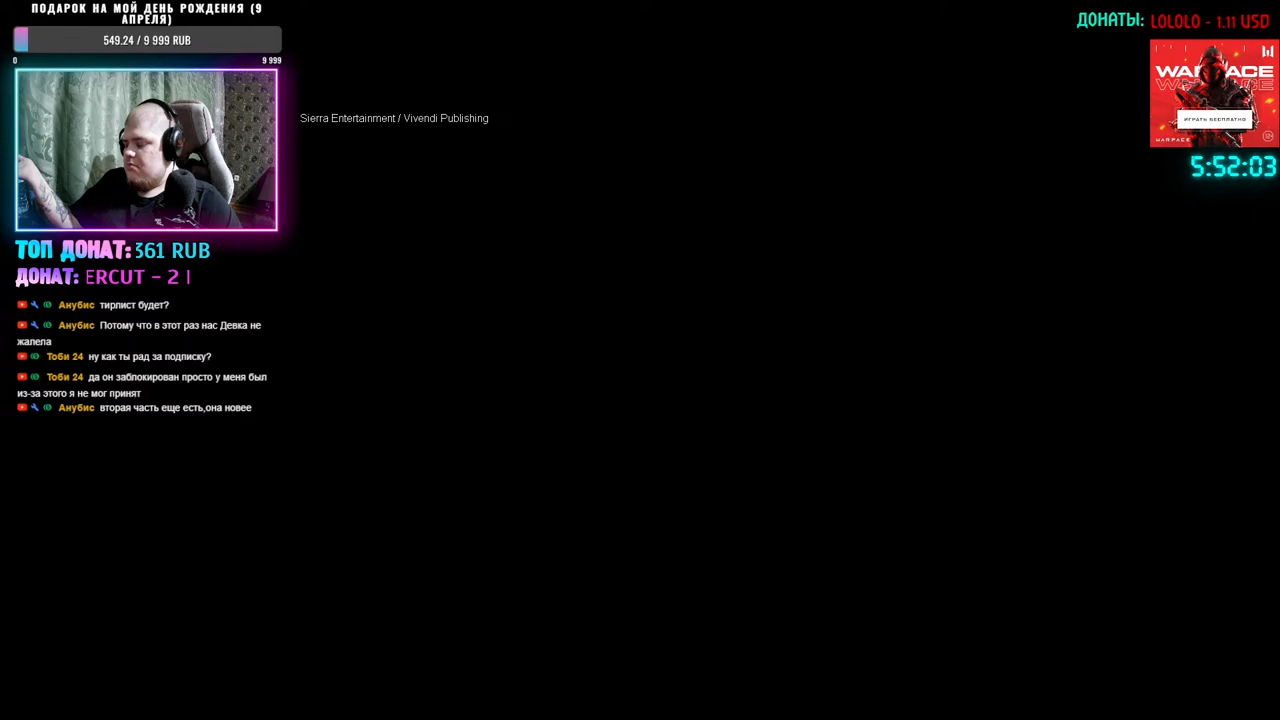 ПОДАРОК НА МОЙ ДЕНЬ РОЖДЕНИЯ (9
АПРЕЛЯ)
549.24 / 9 999 RUB
0
9 999
Sierra Entertainment / Vivendi Publishing
ТОП ДОНАТ: 361 RUB
ДОНАТ: ERCUT - 2
Анубис тирлист будет?
Анубис Потому что в этот раз нас Девка не
жалела
Тоби 24 ну как ты рад за подписку?
Тоби 24 да он заблокирован просто у меня был
из-за этого я не мог принят
Анубис вторая часть еще есть,она новее
ДОНАТЫ: LOLOLO - 1.11 USD
WARFACE
ИГРАТЬ БЕСПЛАТНО
WARFACE
5:52:03